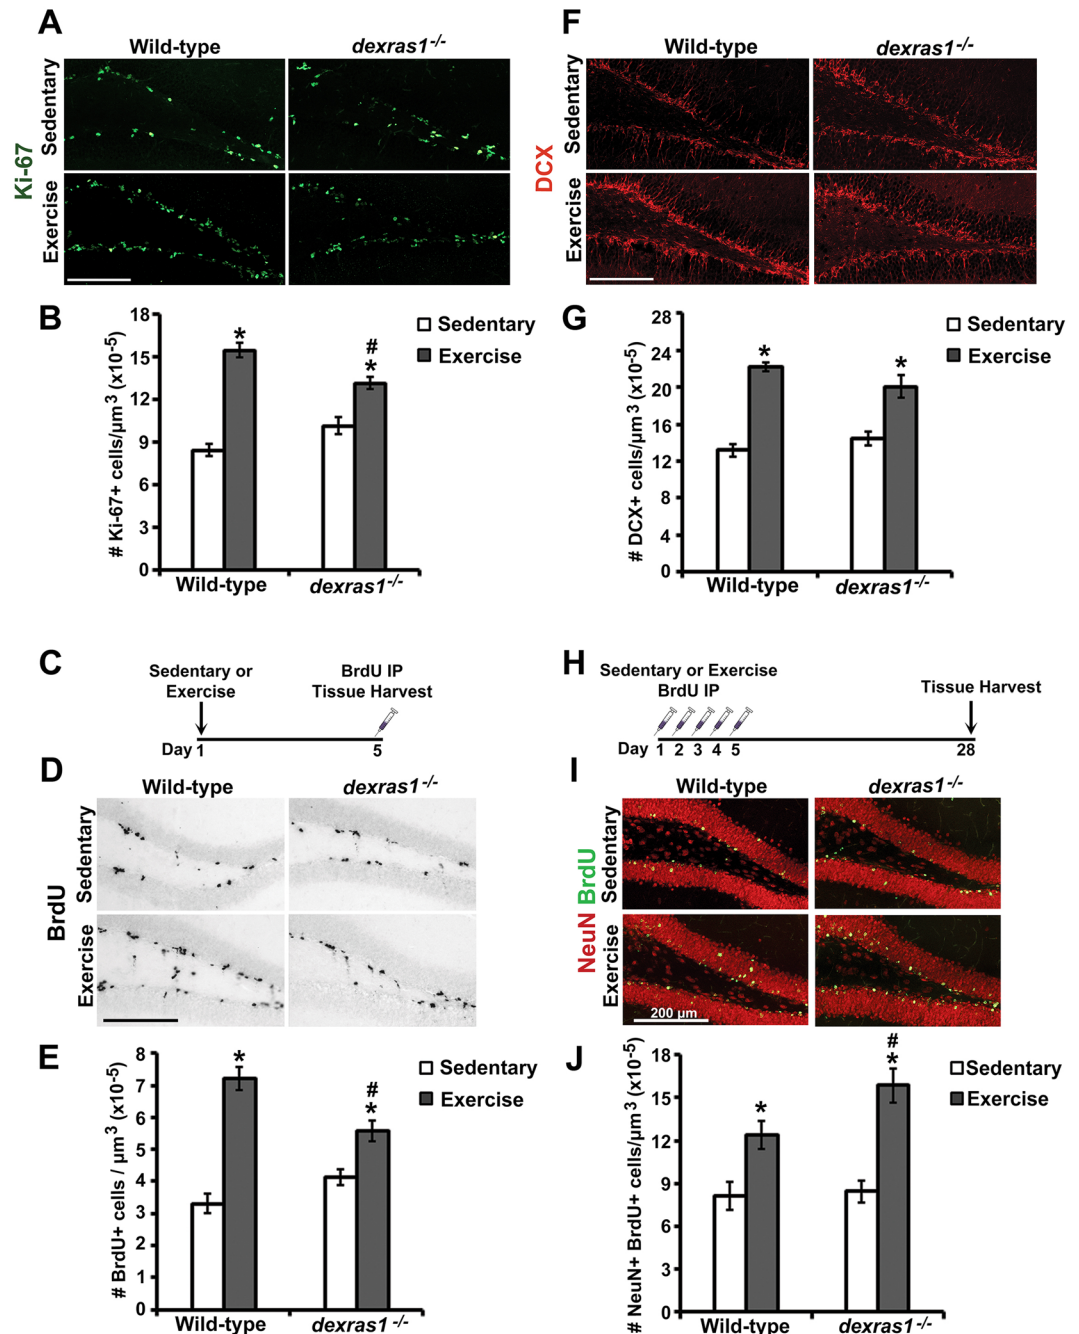 A
Wild-type
dexras1-/-
Ki-67
Sedentary
Exercise
B
# Ki-67+ cells/µm3 (x10-5)
18
15
12
9
6
3
0
*
#
*
Sedentary
Exercise
Wild-type
dexras1-/-
C
Sedentary or
Exercise
BrdU IP
Tissue Harvest
Day 1
5
D
Wild-type
dexras1-/-
BrdU
Sedentary
Exercise
E
# BrdU+ cells / µm3 (x10-5)
8
7
6
5
4
3
2
1
0
*
#
*
Sedentary
Exercise
Wild-type
dexras1-/-
F
Wild-type
dexras1-/-
DCX
Sedentary
Exercise
G
# DCX+ cells/µm3 (x10-5)
28
24
20
16
12
8
4
0
*
*
Sedentary
Exercise
Wild-type
dexras1-/-
H
Sedentary or Exercise
BrdU IP
Tissue Harvest
Day 1 2 3 4 5
28
I
Wild-type
dexras1-/-
NeuN BrdU
Sedentary
Exercise
200 µm
J
# NeuN+ BrdU+ cells/µm3 (x10-5)
18
15
12
9
6
3
0
*
#
*
Sedentary
Exercise
Wild-type
dexras1-/-